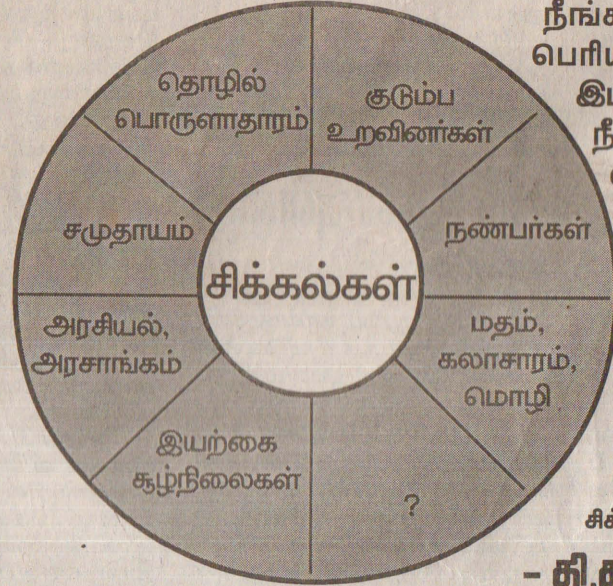 தொழில்
பொருளாதாரம்
குடும்ப
உறவினர்கள்
நண்பர்கள்
மதம்,
கலாசாரம்,
மொழி
?
இயற்கை
சூழ்நிலைகள்
அரசியல்,
அரசாங்கம்
சமுதாயம்
சிக்கல்கள்